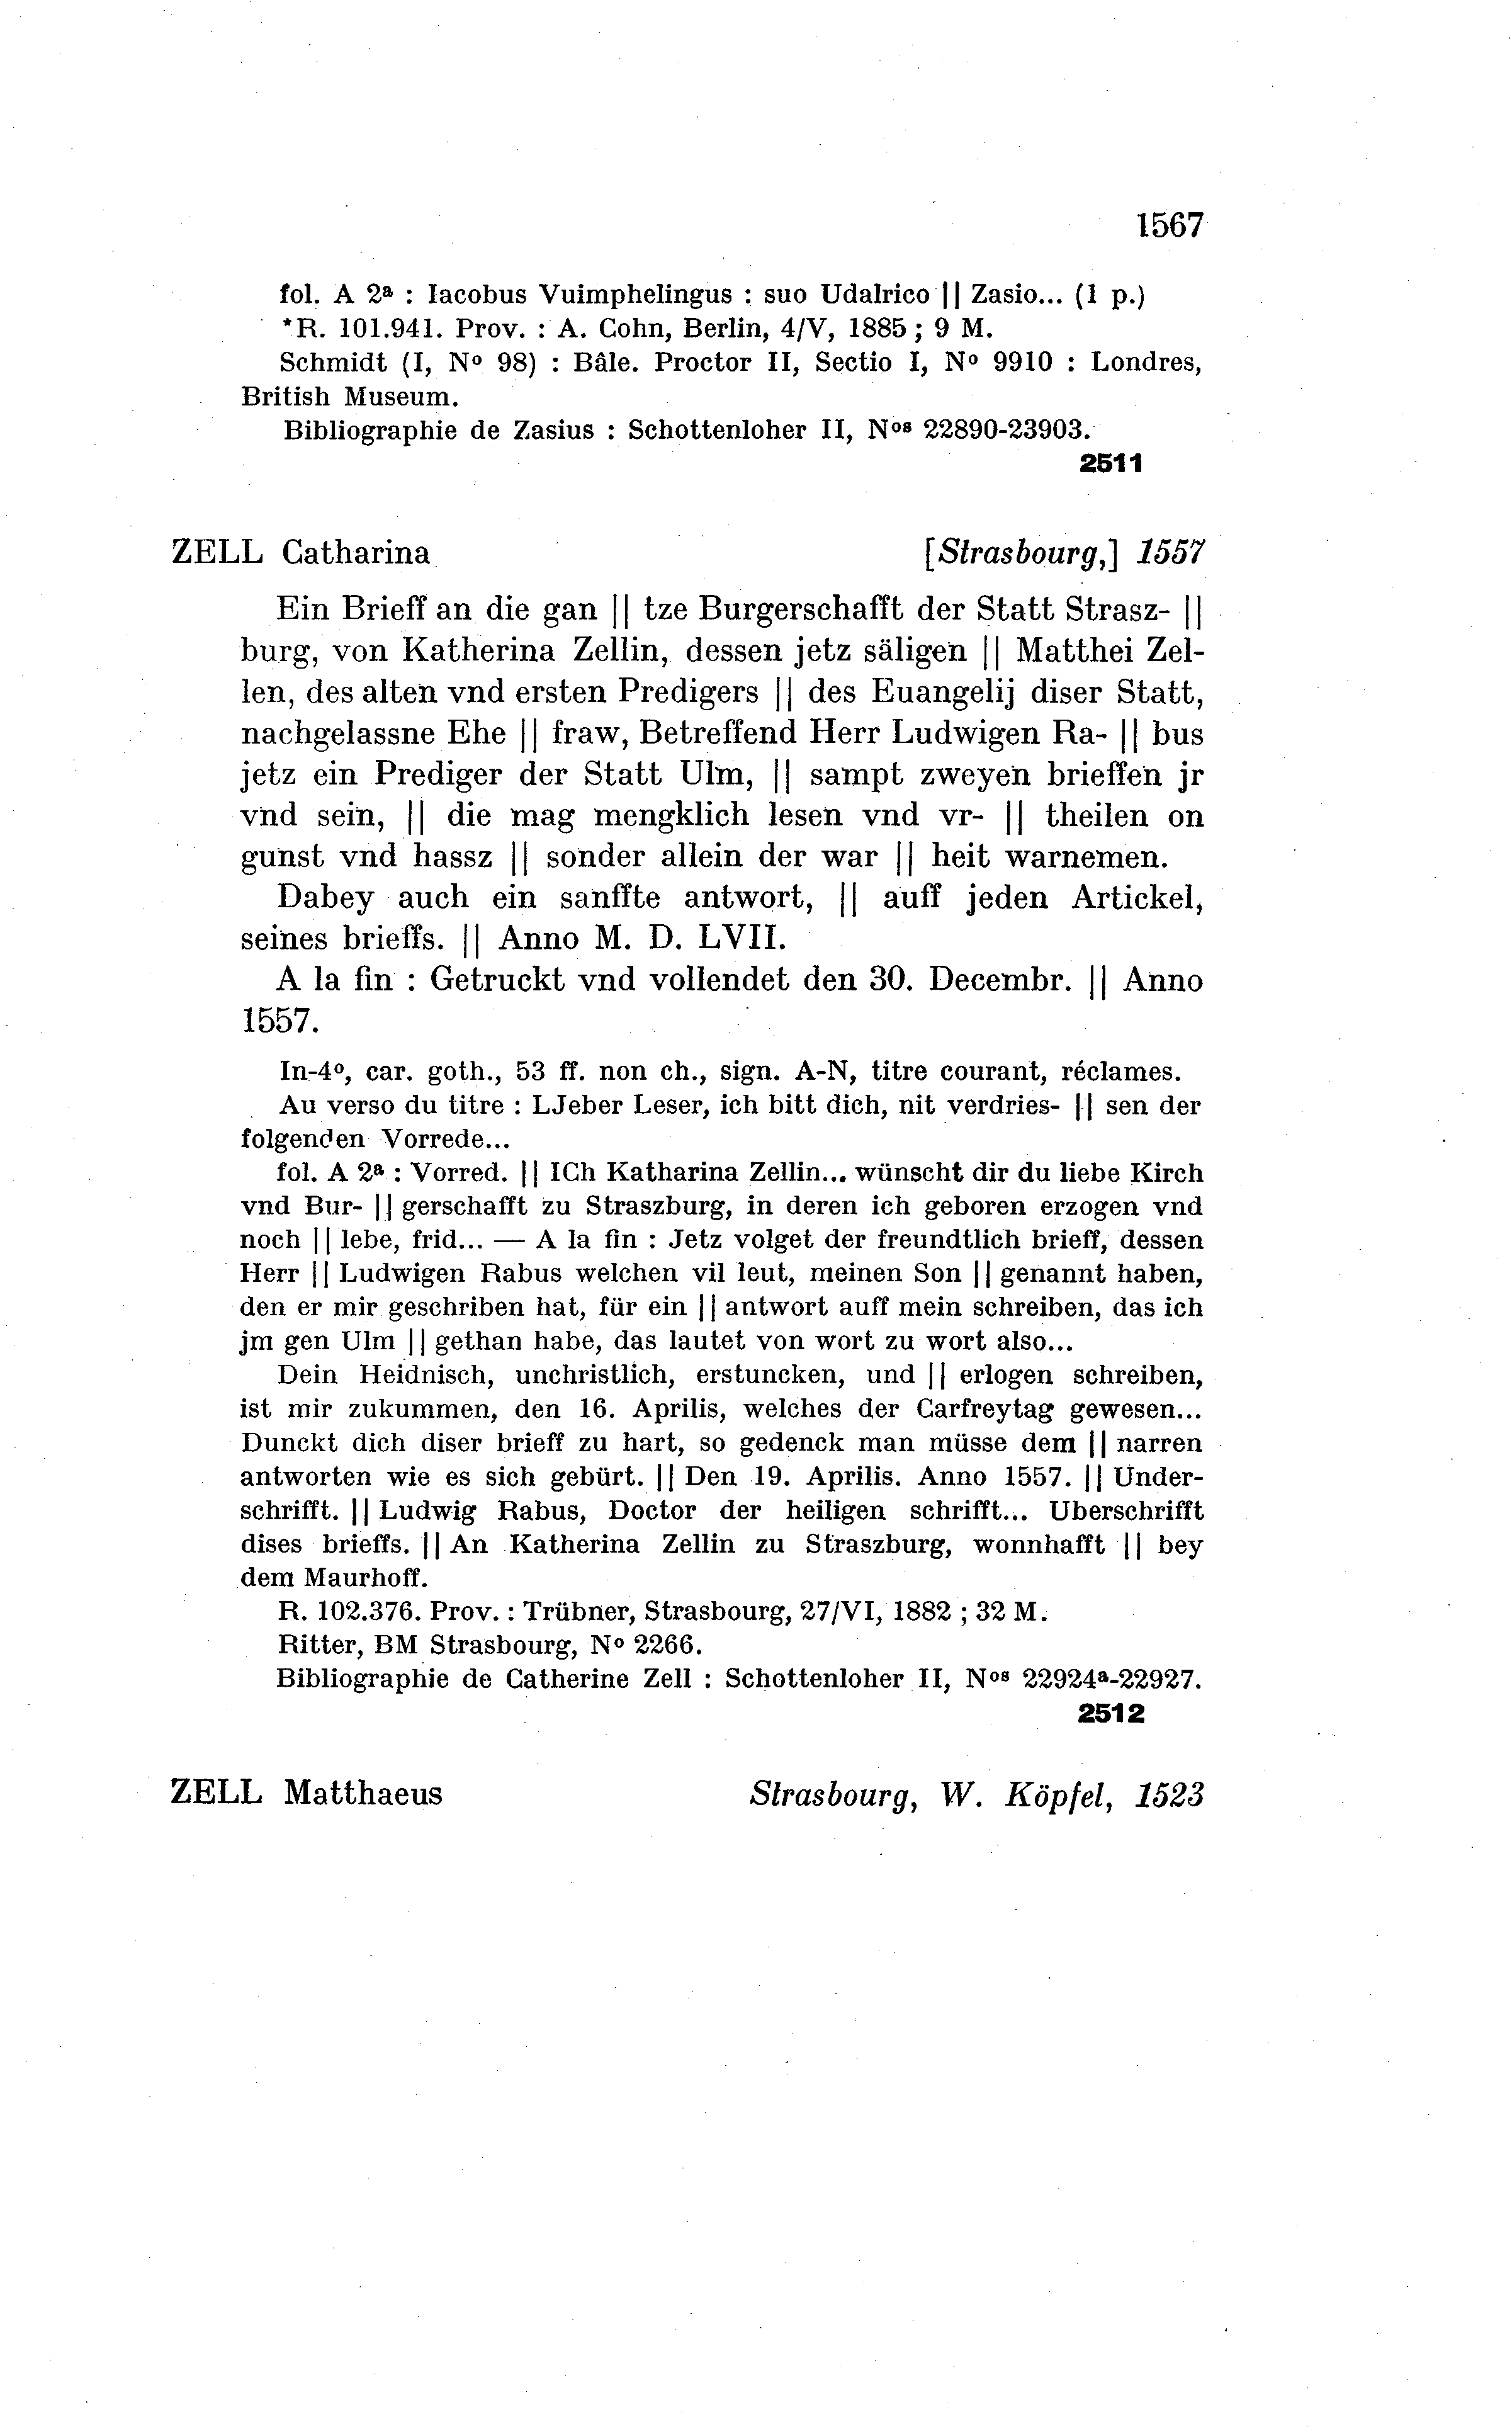 1567
fol. A 2ª : Iacobus Vuimphelingus : suo Udalrico || Zasio... (1 p.)
*R. 101.941. Prov. : A. Cohn, Berlin, 4/V, 1885 ; 9 M.
Schmidt (I, Nº 98) : Bâle. Proctor II, Sectio I, Nº 9910 : Londres,
British Museum.
Bibliographie de Zasius : Schottenloher II, Nos 22890-23903.
2511
ZELL Catharina [Strasbourg,] 1557
Ein Brieff an die gan || tze Burgerschafft der Statt Strasz- ||
burg, von Katherina Zellin, dessen jetz säligen || Matthei Zel-
len, des alten vnd ersten Predigers || des Euangelij diser Statt,
nachgelassne Ehe || fraw, Betreffend Herr Ludwigen Ra- || bus
jetz ein Prediger der Statt Ulm, || sampt zweyen brieffen jr
vnd sein, || die mag mengklich lesen vnd vr- || theilen on
gunst vnd hassz || sonder allein der war || heit warnemen.
Dabey auch ein sanffte antwort, || auff jeden Artickel,
seines brieffs. || Anno M. D. LVII.
A la fin : Getruckt vnd vollendet den 30. Decembr. || Anno
1557.
In-4º, car. goth., 53 ff. non ch., sign. A-N, titre courant, réclames.
Au verso du titre : LJeber Leser, ich bitt dich, nit verdries- || sen der
folgenden Vorrede...
fol. A 2ª : Vorred. || ICh Katharina Zellin... wünscht dir du liebe Kirch
vnd Bur- || gerschafft zu Straszburg, in deren ich geboren erzogen vnd
noch || lebe, frid... — A la fin : Jetz volget der freundtlich brieff, dessen
Herr || Ludwigen Rabus welchen vil leut, meinen Son || genannt haben,
den er mir geschriben hat, für ein || antwort auff mein schreiben, das ich
jm gen Ulm || gethan habe, das lautet von wort zu wort also...
Dein Heidnisch, unchristlich, erstuncken, und || erlogen schreiben,
ist mir zukummen, den 16. Aprilis, welches der Carfreytag gewesen...
Dunckt dich diser brieff zu hart, so gedenck man müsse dem || narren
antworten wie es sich gebürt. || Den 19. Aprilis. Anno 1557. || Under-
schrifft. || Ludwig Rabus, Doctor der heiligen schrifft... Uberschrifft
dises brieffs. || An Katherina Zellin zu Straszburg, wonnhafft || bey
dem Maurhoff.
R. 102.376. Prov. : Trübner, Strasbourg, 27/VI, 1882 ; 32 M.
Ritter, BM Strasbourg, Nº 2266.
Bibliographie de Catherine Zell : Schottenloher II, Nos 22924ª-22927.
2512
ZELL Matthaeus Strasbourg, W. Köpfel, 1523